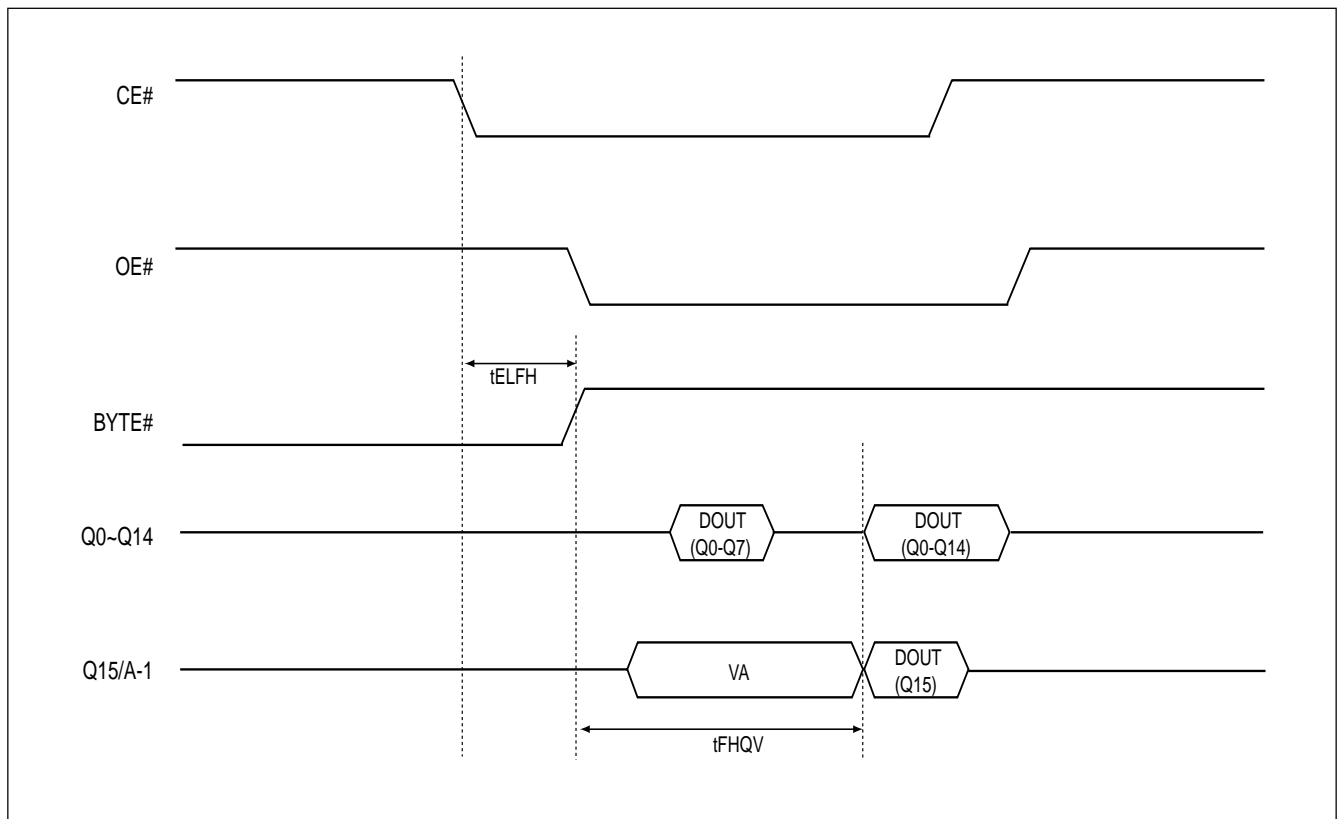 CE#
OE#
tELFH
BYTE#
Q0~Q14
DOUT
(Q0-Q7)
DOUT
(Q0-Q14)
Q15/A-1
VA
DOUT
(Q15)
tFHQV